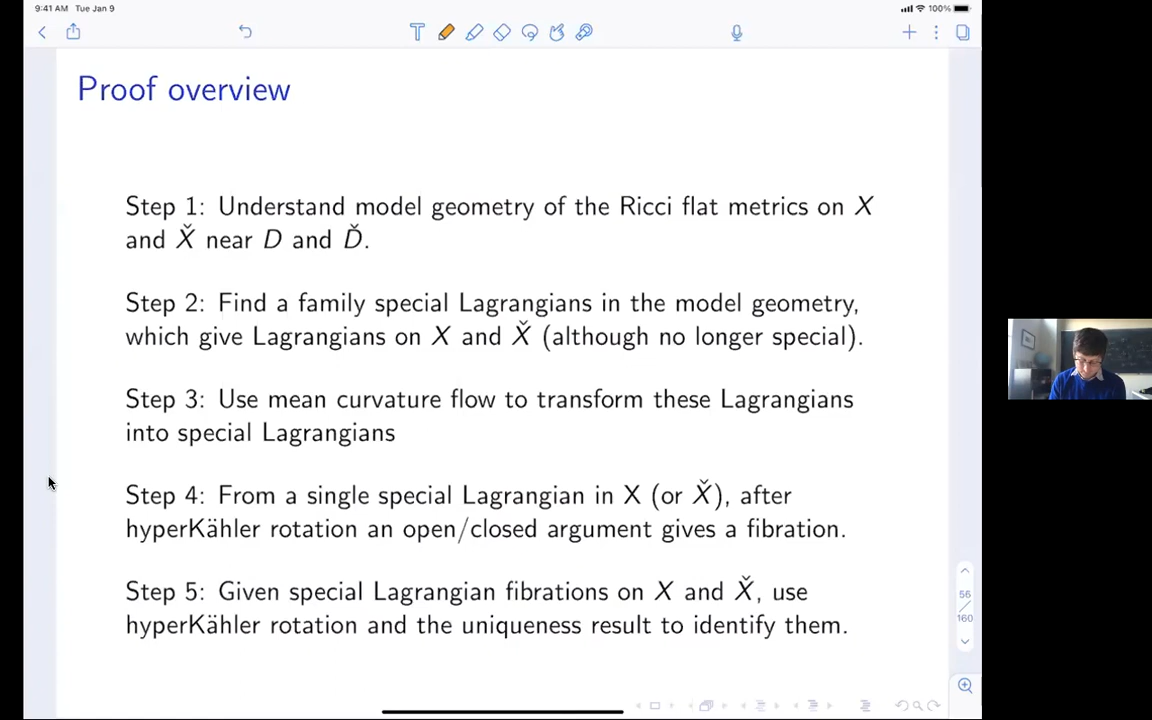 9:41 AM Tue Jan 9
100%
Proof overview
Step 1: Understand model geometry of the Ricci flat metrics on X
and X̌ near D and Ď.
Step 2: Find a family special Lagrangians in the model geometry,
which give Lagrangians on X and X̌ (although no longer special).
Step 3: Use mean curvature flow to transform these Lagrangians
into special Lagrangians
Step 4: From a single special Lagrangian in X (or X̌), after
hyperKähler rotation an open/closed argument gives a fibration.
Step 5: Given special Lagrangian fibrations on X and X̌, use
hyperKähler rotation and the uniqueness result to identify them.
56
/
160